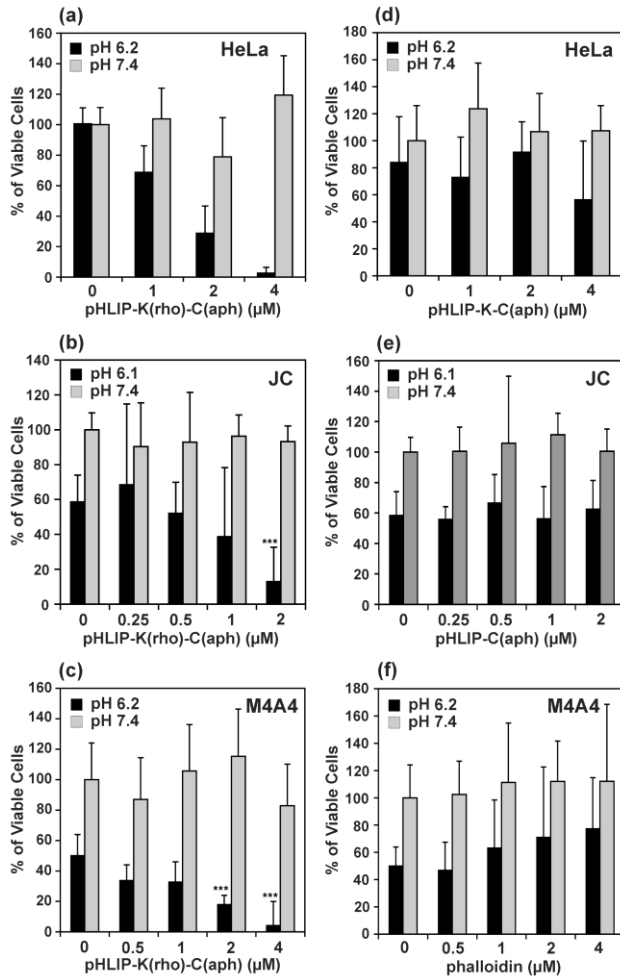 (a)
pH 6.2
pH 7.4
HeLa
160
140
120
100
80
60
40
20
0
% of Viable Cells
0 1 2 4
pHLIP-K(rho)-C(aph) (µM)
(d)
pH 6.2
pH 7.4
HeLa
180
160
140
120
100
80
60
40
20
0
% of Viable Cells
0 1 2 4
pHLIP-K-C(aph) (µM)
(b)
pH 6.1
pH 7.4
JC
140
120
100
80
60
40
20
0
% of Viable Cells
***
0 0.25 0.5 1 2
pHLIP-K(rho)-C(aph) (µM)
(e)
pH 6.1
pH 7.4
JC
160
140
120
100
80
60
40
20
0
% of Viable Cells
0 0.25 0.5 1 2
pHLIP-C(aph) (µM)
(c)
pH 6.2
pH 7.4
M4A4
160
140
120
100
80
60
40
20
0
% of Viable Cells
*** ***
0 0.5 1 2 4
pHLIP-K(rho)-C(aph) (µM)
(f)
pH 6.2
pH 7.4
M4A4
180
160
140
120
100
80
60
40
20
0
% of Viable Cells
0 0.5 1 2 4
phalloidin (µM)